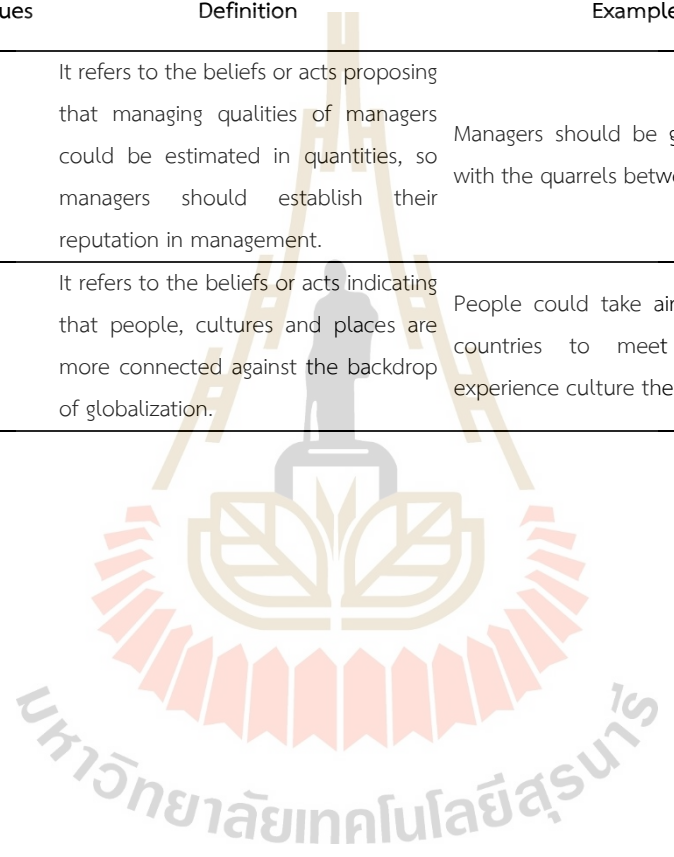 Definition
It refers to the beliefs or acts proposing
that managing qualities of managers
could be estimated in quantities, so
managers should establish their
reputation in management.
Managers should be
with the quarrels
It refers to the beliefs or acts indicating
that people, cultures and places are
more connected against the backdrop
of globalization.
People could take
countries to meet
experience culture
มหาวิทยาลัยเทคโนโลยีสุรนารี